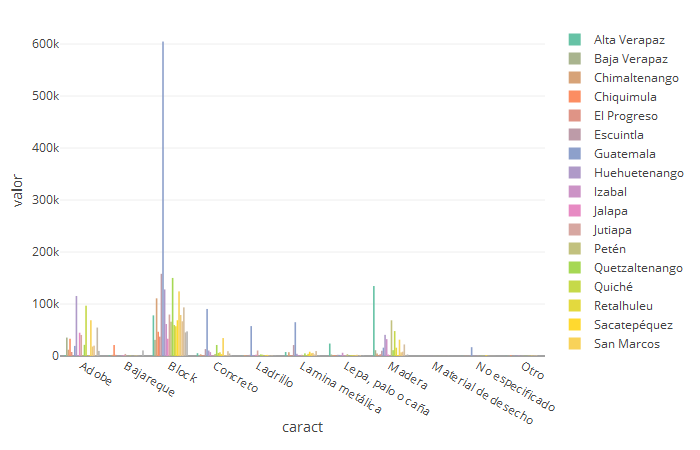 600k
500k
400k
300k
200k
100k
0
valor
Adobe
Bajareque
Block
Concreto
Ladrillo
Lamina metálica
Lepa, palo o caña
Madera
Material de desecho
No especificado
Otro
caract
Alta Verapaz
Baja Verapaz
Chimaltenango
Chiquimula
El Progreso
Escuintla
Guatemala
Huehuetenango
Izabal
Jalapa
Jutiapa
Petén
Quetzaltenango
Quiché
Retalhuleu
Sacatepéquez
San Marcos